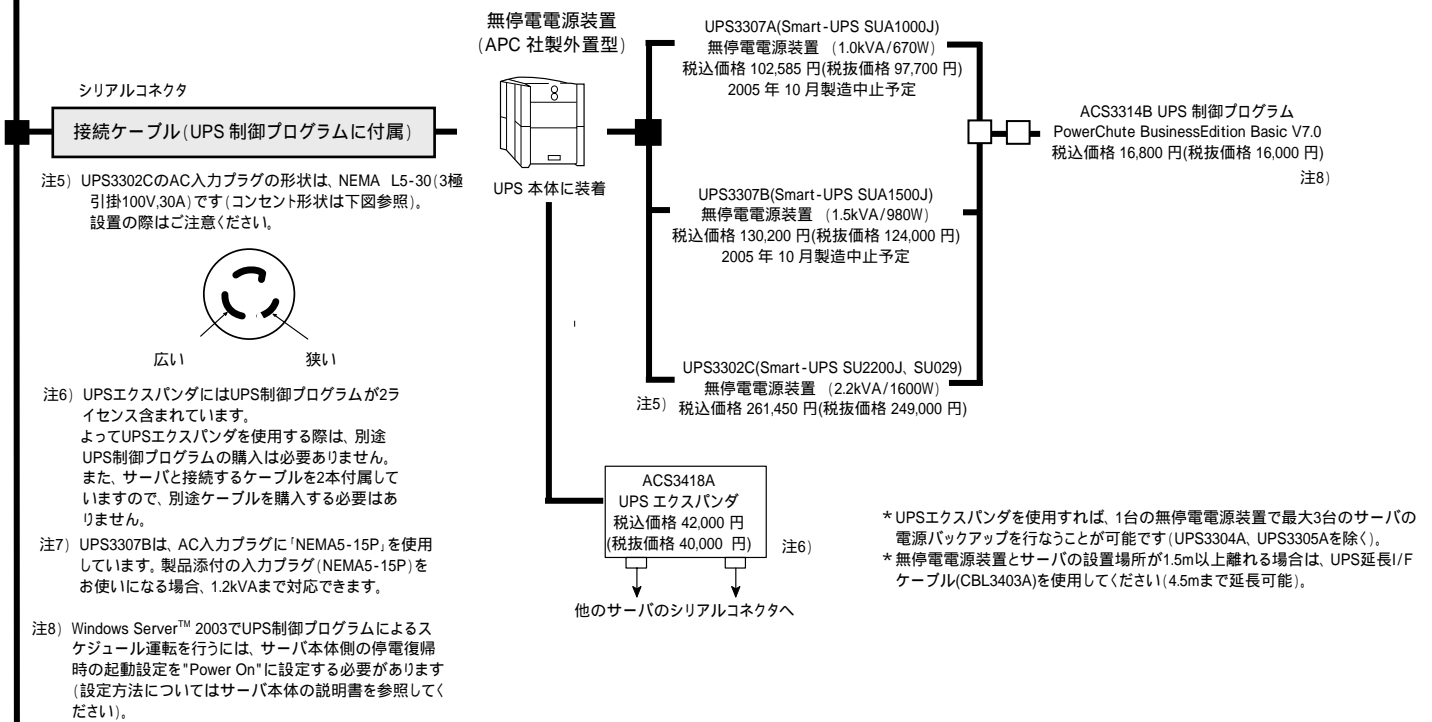 無停電電源装置
(APC 社製外置型)
シリアルコネクタ
接続ケーブル(UPS 制御プログラムに付属)
UPS 本体に装着
UPS3307A(Smart-UPS SUA1000J)
無停電電源装置 (1.0kVA/670W)
税込価格 102,585 円(税抜価格 97,700 円)
2005 年 10 月製造中止予定
ACS3314B UPS 制御プログラム
PowerChute BusinessEdition Basic V7.0
税込価格 16,800 円(税抜価格 16,000 円)
注8)
UPS3307B(Smart-UPS SUA1500J)
無停電電源装置 (1.5kVA/980W)
税込価格 130,200 円(税抜価格 124,000 円)
2005 年 10 月製造中止予定
UPS3302C(Smart-UPS SU2200J、SU029)
無停電電源装置 (2.2kVA/1600W)
注5) 税込価格 261,450 円(税抜価格 249,000 円)
注5) UPS3302CのAC入力プラグの形状は、NEMA L5-30(3極
引掛100V,30A)です(コンセント形状は下図参照)。
設置の際はご注意ください。
広い 狭い
注6) UPSエクスパンダにはUPS制御プログラムが2ラ
イセンス含まれています。
よってUPSエクスパンダを使用する際は、別途
UPS制御プログラムの購入は必要ありません。
また、サーバと接続するケーブルを2本付属して
いますので、別途ケーブルを購入する必要はあ
りません。
注7) UPS3307Bは、AC入力プラグに「NEMA5-15P」を使用
しています。製品添付の入力プラグ(NEMA5-15P)を
お使いになる場合、1.2kVAまで対応できます。
注8) Windows Server™ 2003でUPS制御プログラムによるス
ケジュール運転を行うには、サーバ本体側の停電復帰
時の起動設定を"Power On"に設定する必要があります
(設定方法についてはサーバ本体の説明書を参照してく
ださい)。
ACS3418A
UPS エクスパンダ
税込価格 42,000 円
(税抜価格 40,000 円)
注6)
他のサーバのシリアルコネクタへ
*UPSエクスパンダを使用すれば、1台の無停電電源装置で最大3台のサーバの
電源バックアップを行なうことが可能です(UPS3304A、UPS3305Aを除く)。
*無停電電源装置とサーバの設置場所が1.5m以上離れる場合は、UPS延長I/F
ケーブル(CBL3403A)を使用してください(4.5mまで延長可能)。